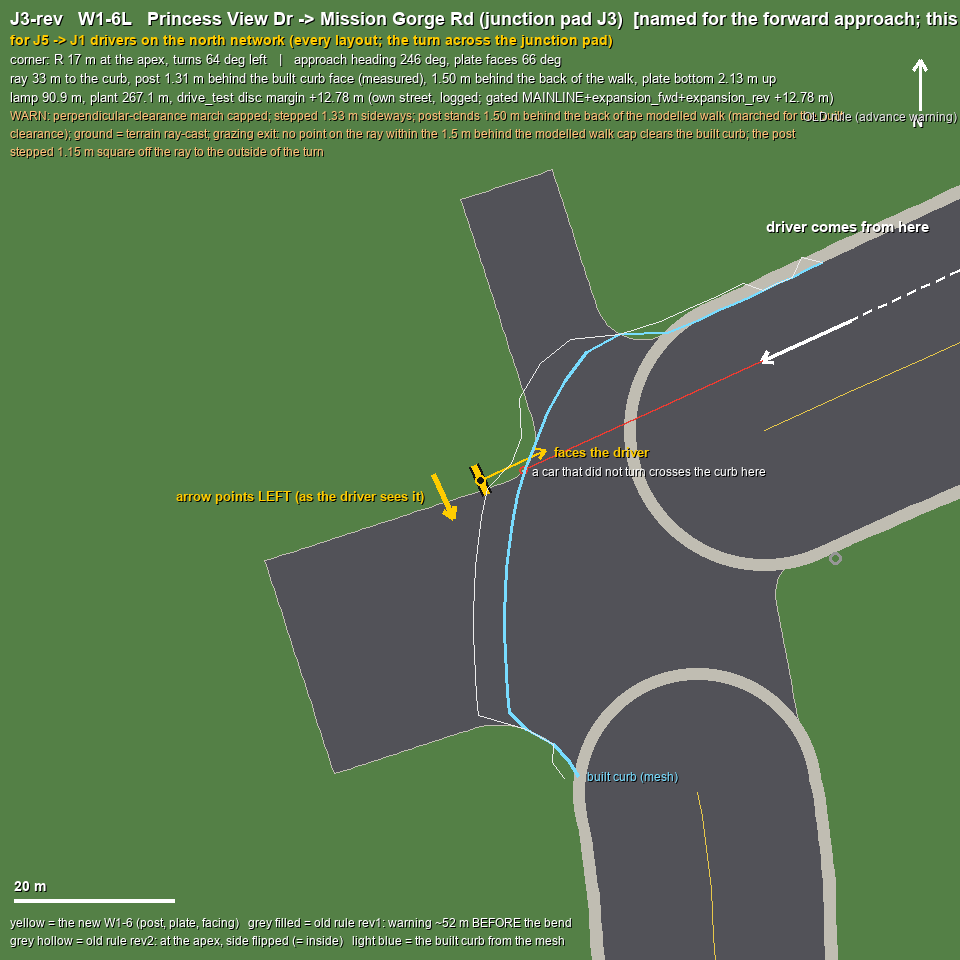 J3-rev   W1-6L   Princess View Dr -> Mission Gorge Rd (junction pad J3)  [named for the forward approach; this
for J5 -> J1 drivers on the north network (every layout; the turn across the junction pad)
corner: R 17 m at the apex, turns 64 deg left   |   approach heading 246 deg, plate faces 66 deg
ray 33 m to the curb, post 1.31 m behind the built curb face (measured), 1.50 m behind the back of the walk, plate bottom 2.13 m up
lamp 90.9 m, plant 267.1 m, drive_test disc margin +12.78 m (own street, logged; gated MAINLINE+expansion_fwd+expansion_rev +12.78 m)
WARN: perpendicular-clearance march capped; stepped 1.33 m sideways; post stands 1.50 m behind the back of the modelled walk (marched for
OLD rule (advance warning)
clearance); ground = terrain ray-cast; grazing exit: no point on the ray within the 1.5 m behind the modelled walk cap clears the built curb; the post
stepped 1.15 m square off the ray to the outside of the turn
N
driver comes from here
faces the driver
a car that did not turn crosses the curb here
arrow points LEFT (as the driver sees it)
built curb (mesh)
20 m
yellow = the new W1-6 (post, plate, facing)   grey filled = old rule rev1: warning ~52 m BEFORE the bend
grey hollow = old rule rev2: at the apex, side flipped (= inside)   light blue = the built curb from the mesh